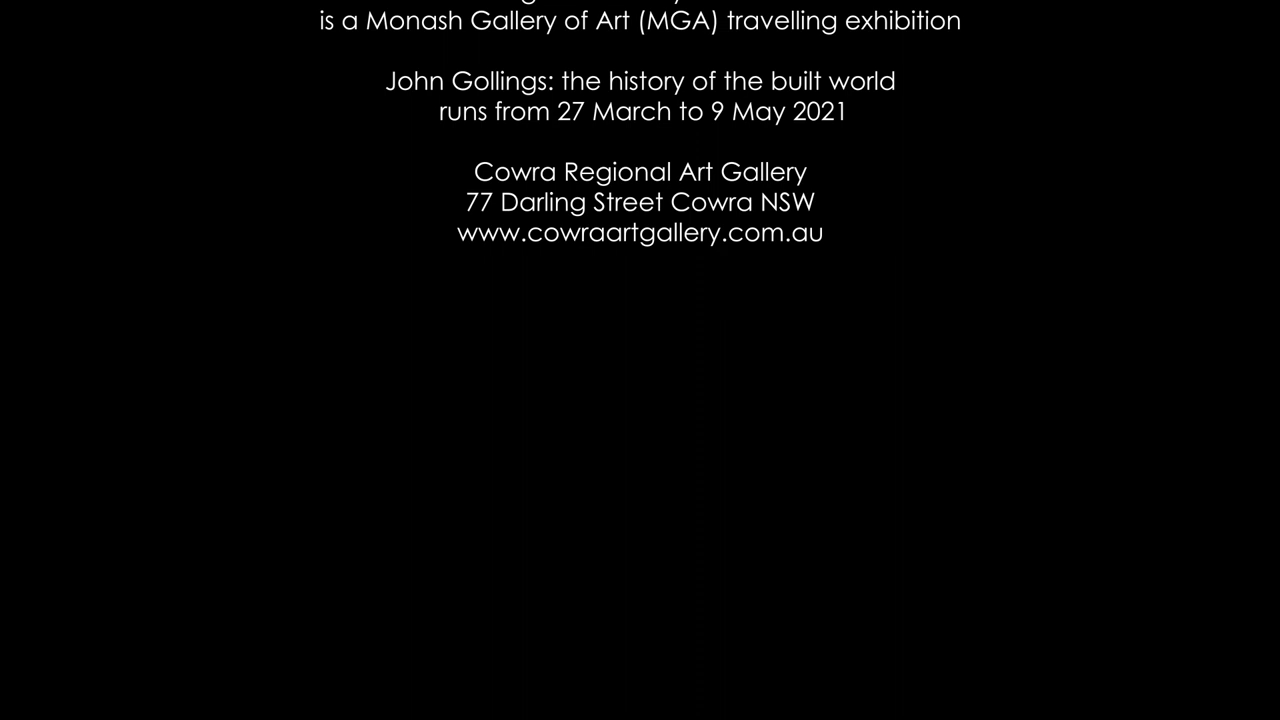 is a Monash Gallery of Art (MGA) travelling exhibition
John Gollings: the history of the built world
runs from 27 March to 9 May 2021
Cowra Regional Art Gallery
77 Darling Street Cowra NSW
www.cowraartgallery.com.au